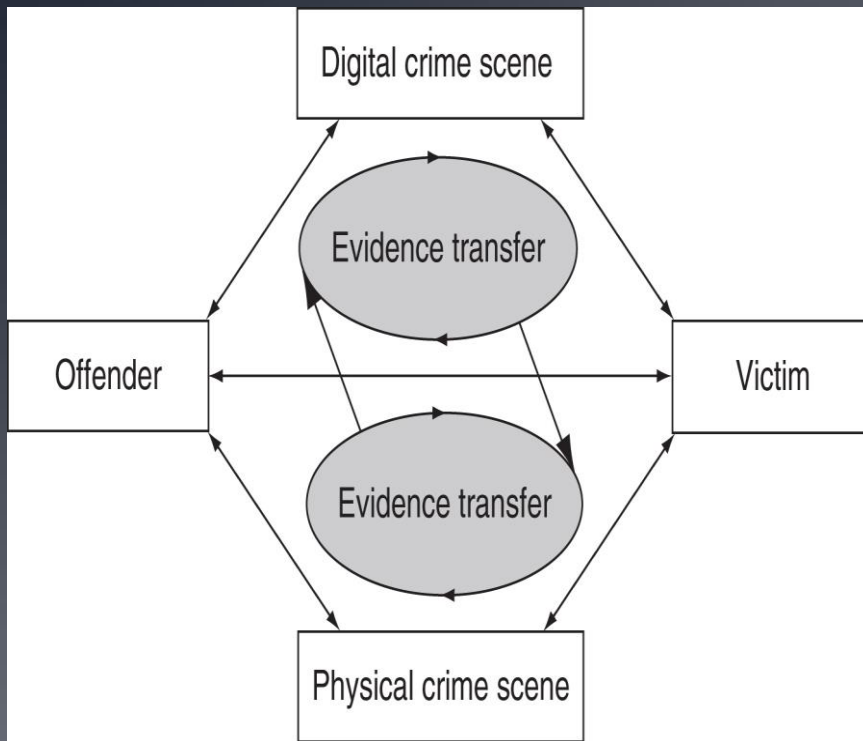 Digital crime scene
Evidence transfer
Offender
Victim
Evidence transfer
Physical crime scene